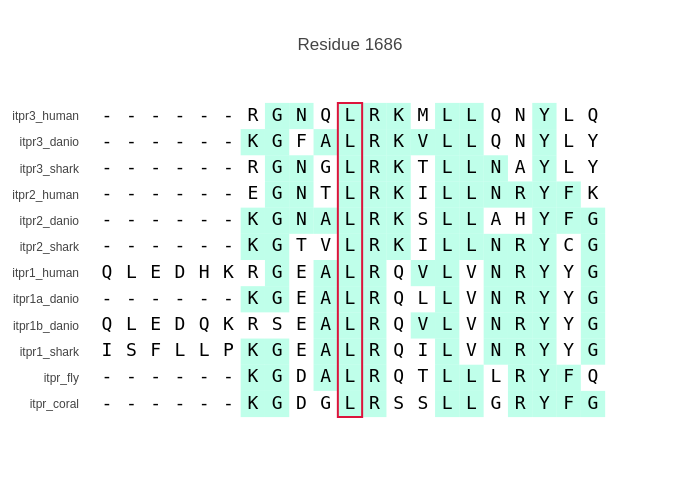 Residue 1686
itpr3_human - - - - - - R G N Q L R K M L L Q N Y L Q
itpr3_danio - - - - - - K G F A L R K V L L Q N Y L Y
itpr3_shark - - - - - - R G N G L R K T L L N A Y L Y
itpr2_human - - - - - - E G N T L R K I L L N R Y F K
itpr2_danio - - - - - - K G N A L R K S L L A H Y F G
itpr2_shark - - - - - - K G T V L R K I L L N R Y C G
itpr1_human Q L E D H K R G E A L R Q V L V N R Y Y G
itpr1a_danio - - - - - - K G E A L R Q L L V N R Y Y G
itpr1b_danio Q L E D Q K R S E A L R Q V L V N R Y Y G
itpr1_shark I S F L L P K G E A L R Q I L V N R Y Y G
itpr_fly - - - - - - K G D A L R Q T L L L R Y F Q
itpr_coral - - - - - - K G D G L R S S L L G R Y F G